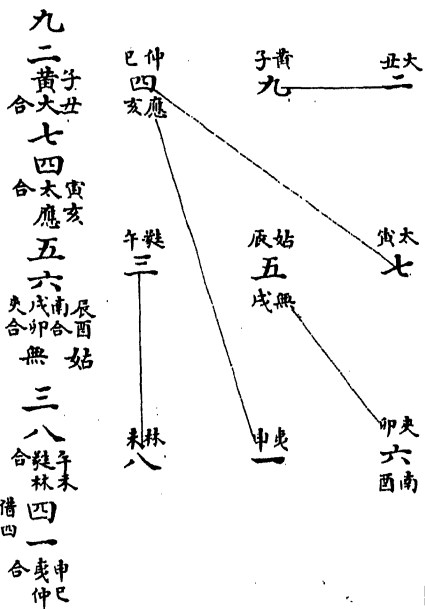 大丑
二
黃子
九
仲巳
四
應亥
太寅
七
姑辰
五
無戌
蕤午
三
夾卯
六
南酉
夷申
一
林未
八
九
二
子丑
黃大
合
七
四
寅亥
太應
合
五
六
辰酉
南合
戌卯
夾合
姑
無
三
八
午未
蕤林
合
四
一
借四
申巳
夷仲
合